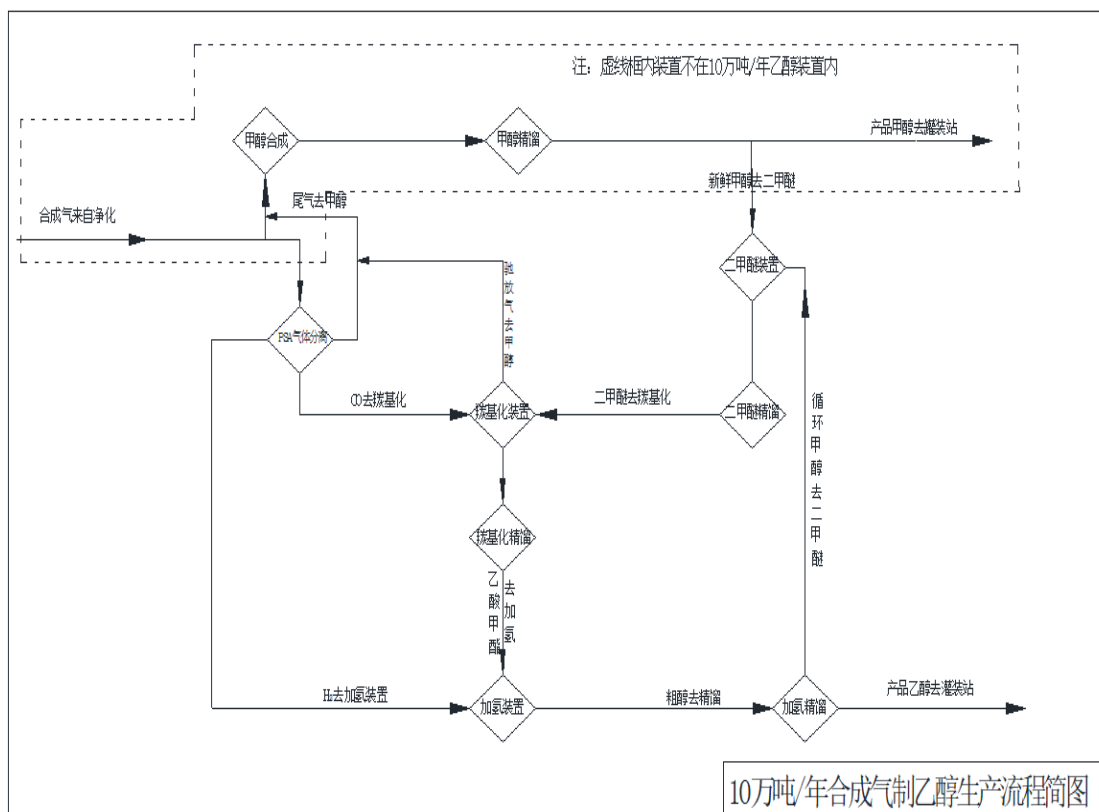 注：虚线框内装置不在10万吨/年乙醇装置内
甲醇合成
甲醇精馏
产品甲醇去灌装站
新鲜甲醇去二甲醚
尾气去甲醇
合成气来自净化
二甲醚装置
驰放气去甲醇
PSA气体分离
CO去羰基化
羰基化装置
二甲醚去羰基化
二甲醚精馏
循环甲醇去二甲醚
羰基化精馏
乙酸甲酯
去加氢
H₂去加氢装置
加氢装置
粗醇去精馏
加氢精馏
产品乙醇去灌装站
10万吨/年合成气制乙醇生产流程简图